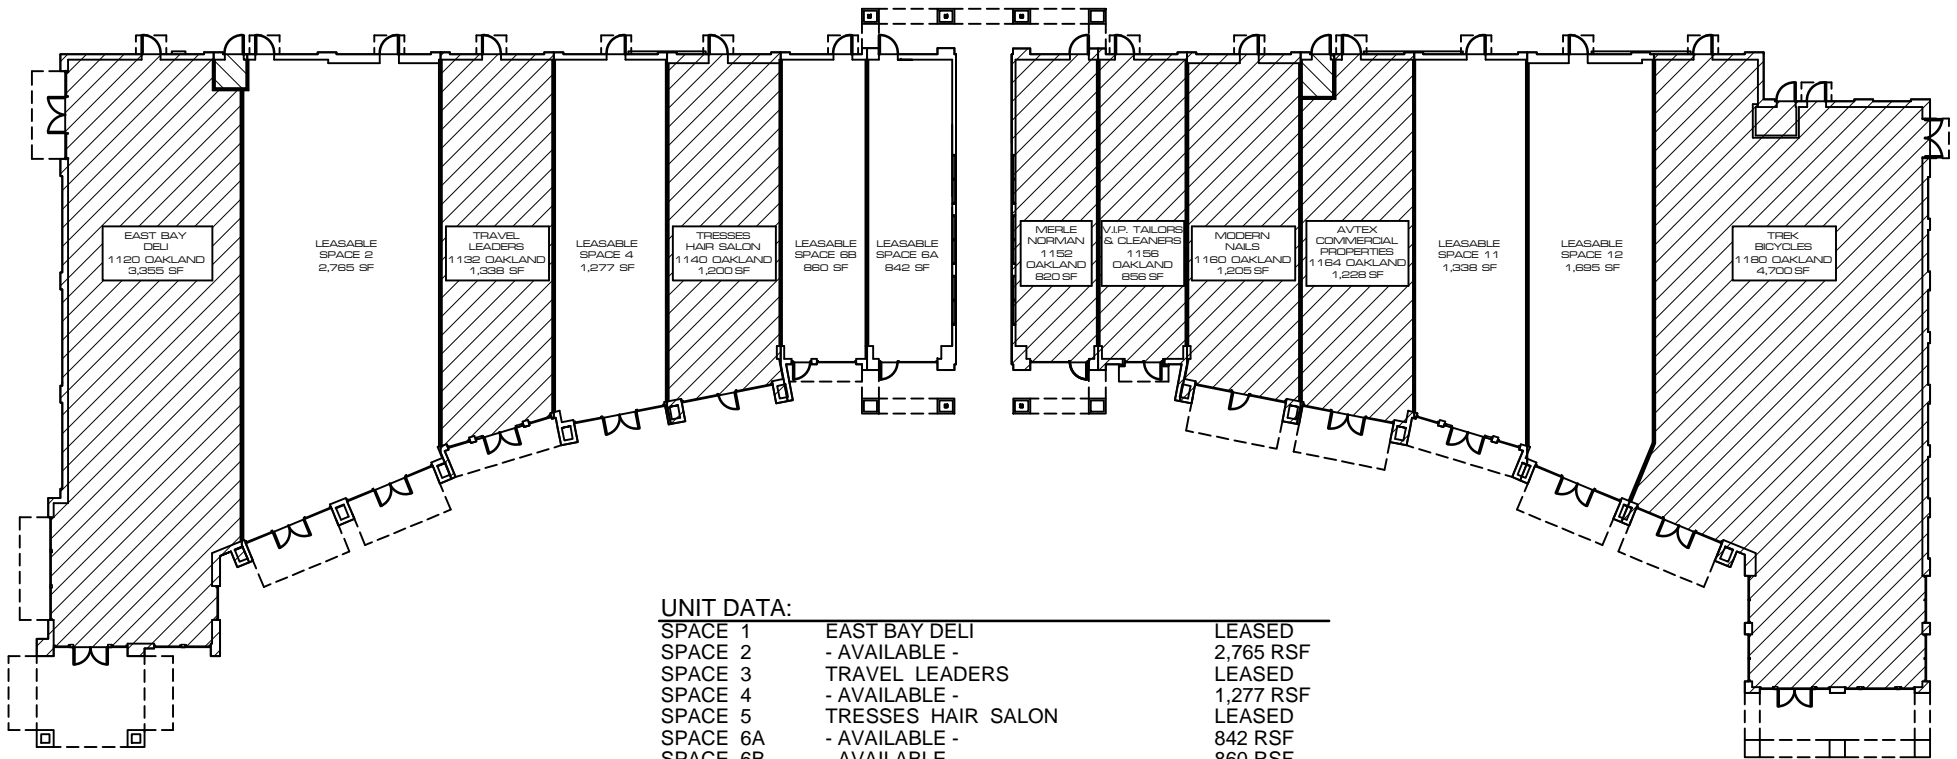 EAST BAY
DELI
1120 OAKLAND
3,355 SF
LEASABLE
SPACE 2
2,765 SF
TRAVEL
LEADERS
1132 OAKLAND
1,338 SF
LEASABLE
SPACE 4
1,277 SF
TRESSES
HAIR SALON
1140 OAKLAND
1,200 SF
LEASABLE
SPACE 6B
860 SF
LEASABLE
SPACE 6A
842 SF
MERLE
NORMAN
1152
OAKLAND
820 SF
V.I.P. TAILORS
& CLEANERS
1156
OAKLAND
856 SF
MODERN
NAILS
1160 OAKLAND
1,205 SF
AVTEX
COMMERCIAL
PROPERTIES
1164 OAKLAND
1,228 SF
LEASABLE
SPACE 11
1,338 SF
LEASABLE
SPACE 12
1,695 SF
TREK
BICYCLES
1180 OAKLAND
4,700 SF
UNIT DATA:
SPACE 1 EAST BAY DELI LEASED
SPACE 2 - AVAILABLE - 2,765 RSF
SPACE 3 TRAVEL LEADERS LEASED
SPACE 4 - AVAILABLE - 1,277 RSF
SPACE 5 TRESSES HAIR SALON LEASED
SPACE 6A - AVAILABLE - 842 RSF
SPACE 6B - AVAILABLE - 860 RSF